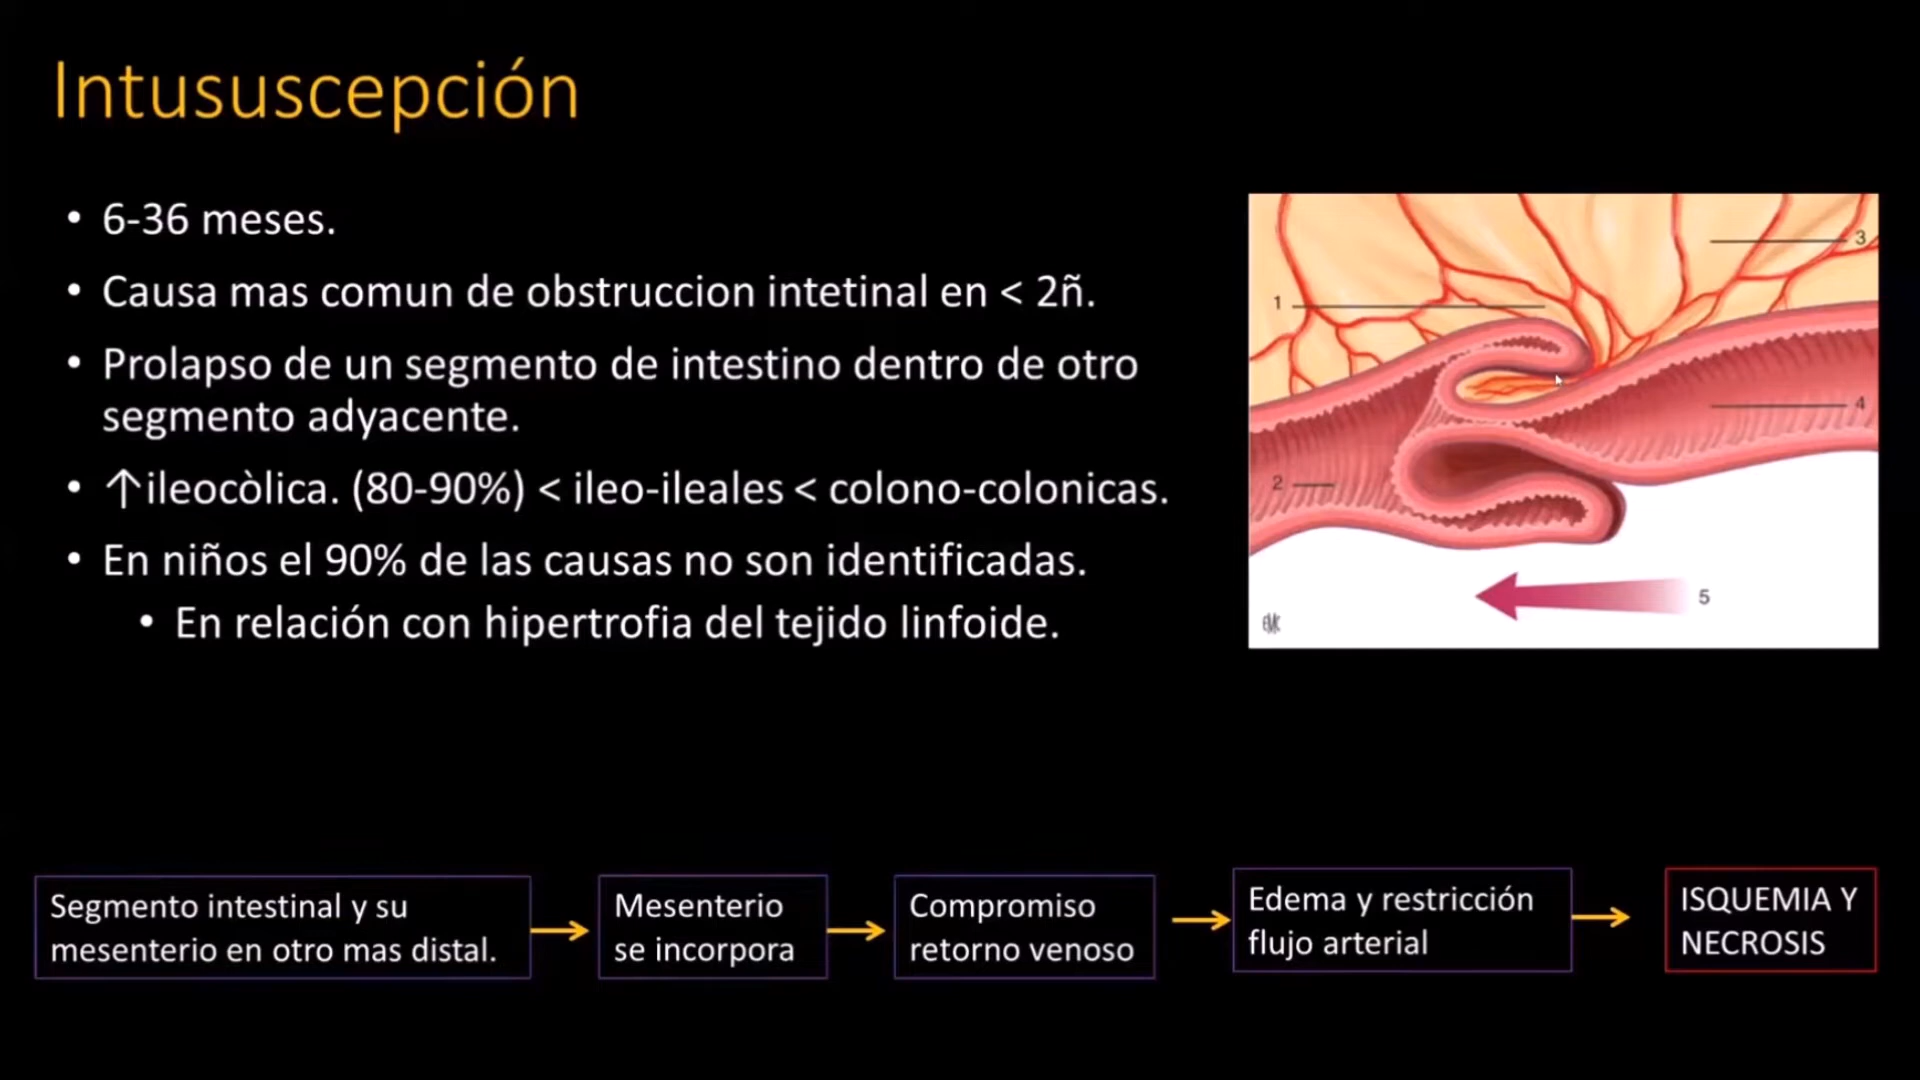 Intususcepción
• 6-36 meses.
• Causa mas comun de obstruccion intetinal en < 2ñ.
• Prolapso de un segmento de intestino dentro de otro
segmento adyacente.
• ↑ileocòlica. (80-90%) < ileo-ileales < colono-colonicas.
• En niños el 90% de las causas no son identificadas.
• En relación con hipertrofia del tejido linfoide.
1
2
3
4
5
Segmento intestinal y su
mesenterio en otro mas distal.
Mesenterio
se incorpora
Compromiso
retorno venoso
Edema y restricción
flujo arterial
ISQUEMIA Y
NECROSIS